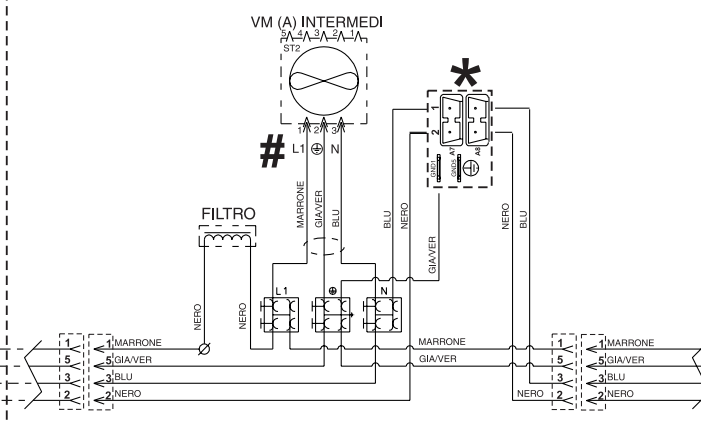 VM (A) INTERMEDI
5 4 3 2 1
ST2
*
1 2 3
# L1 N
1
2
A7 A8
GND1 GND5
MARRONE
GIA/VER
BLU
BLU
NERO
GIA/VER
NERO
BLU
FILTRO
NERO
NERO
L1 N
1 1 MARRONE MARRONE 1 1 MARRONE
5 5 GIA/VER GIA/VER 5 5 GIA/VER
3 3 BLU 3 3 BLU
2 2 NERO NERO 2 2 NERO